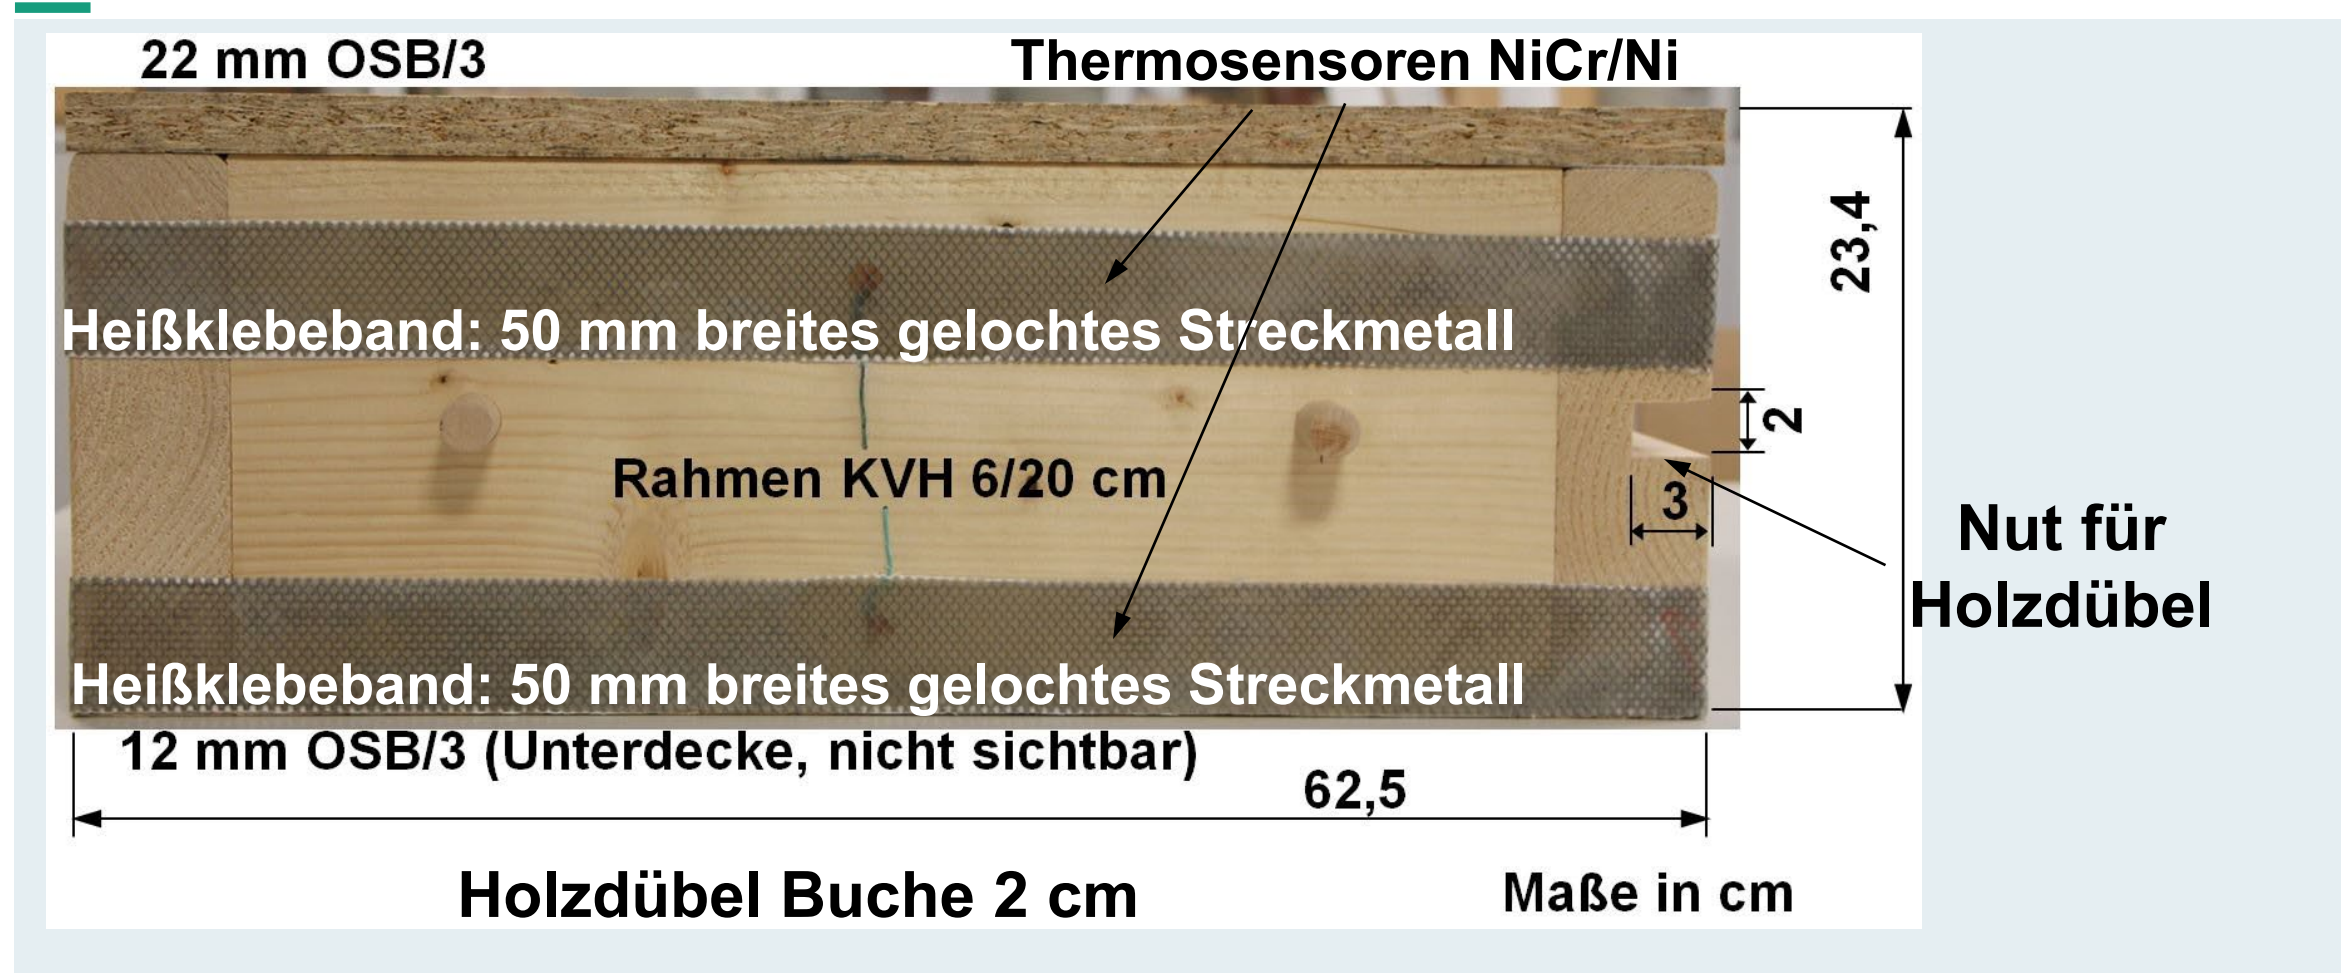 22 mm OSB/3
Thermosensoren NiCr/Ni
23,4
Heißklebeband: 50 mm breites gelochtes Streckmetall
2
Rahmen KVH 6/20 cm
3
Nut für
Holzdübel
Heißklebeband: 50 mm breites gelochtes Streckmetall
12 mm OSB/3 (Unterdecke, nicht sichtbar)
62,5
Holzdübel Buche 2 cm
Maße in cm